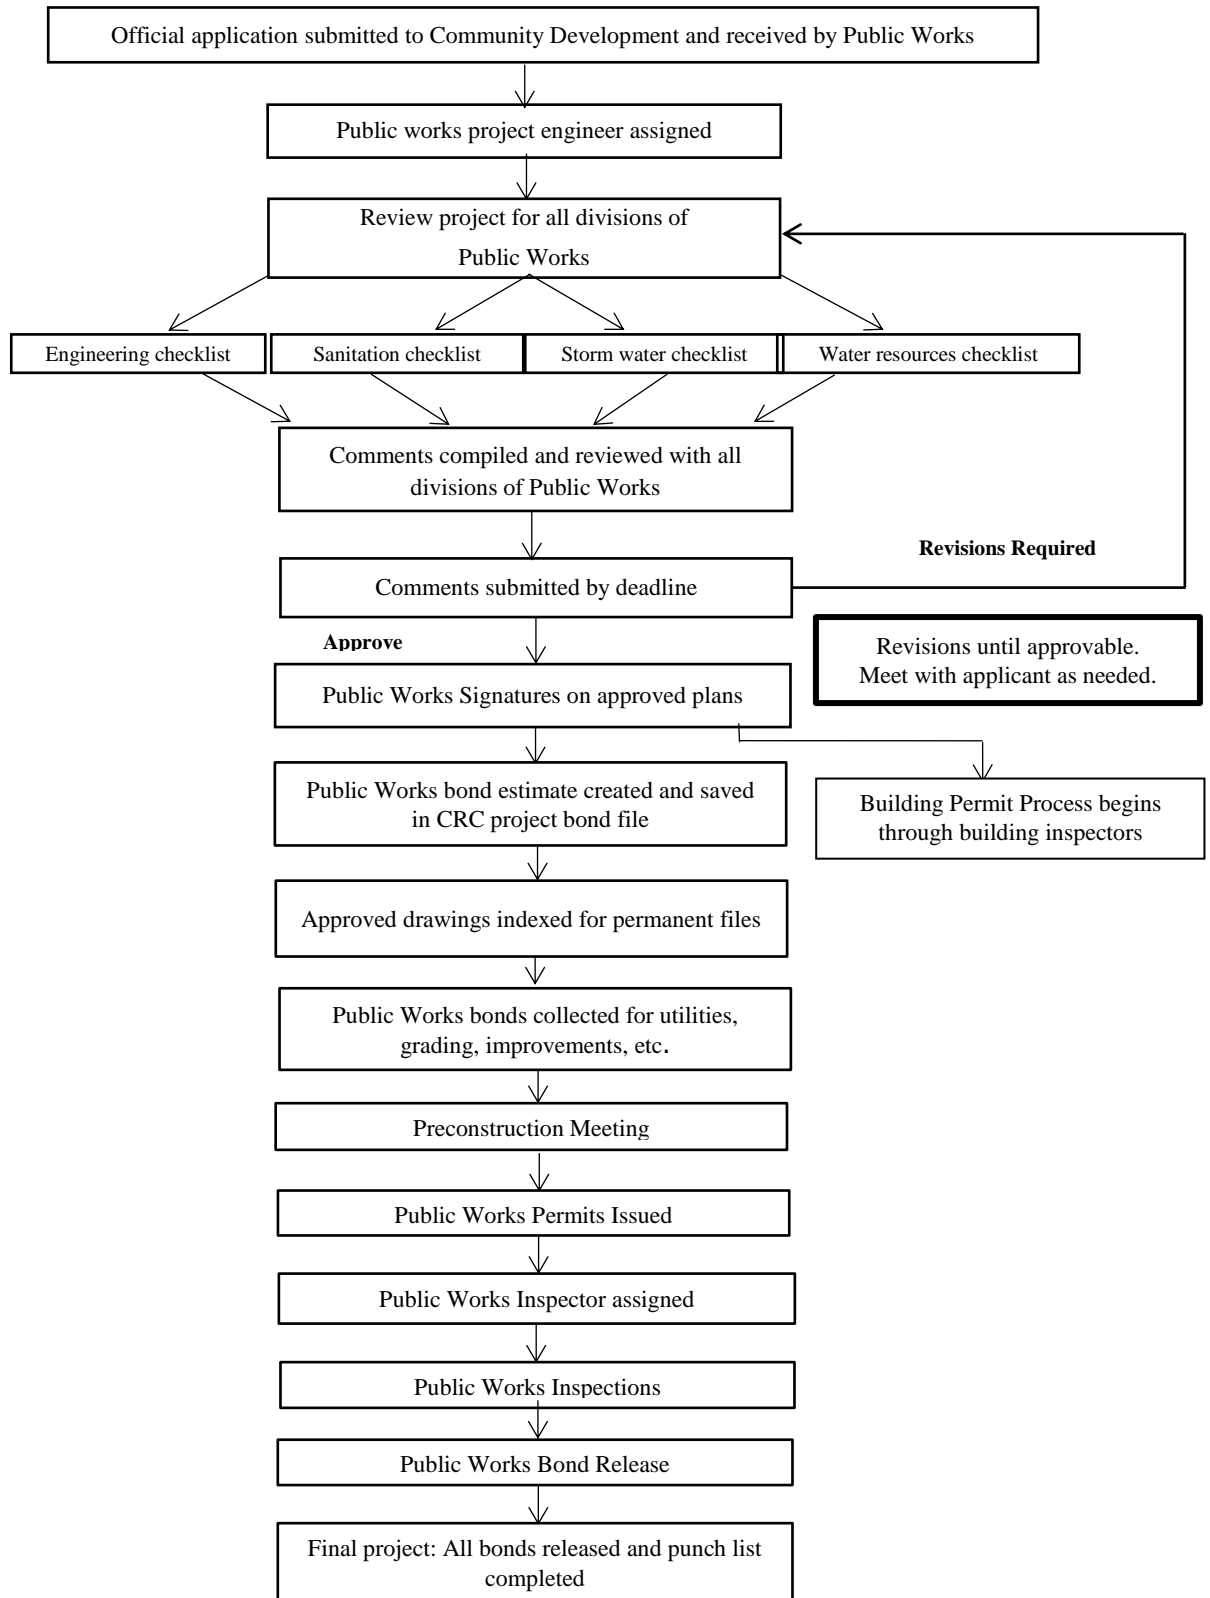 Official application submitted to Community Development and received by Public Works
Public works project engineer assigned
Review project for all divisions of
Public Works
Engineering checklist
Sanitation checklist
Storm water checklist
Water resources checklist
Comments compiled and reviewed with all
divisions of Public Works
Revisions Required
Comments submitted by deadline
Approve
Revisions until approvable.
Meet with applicant as needed.
Public Works Signatures on approved plans
Public Works bond estimate created and saved
in CRC project bond file
Building Permit Process begins
through building inspectors
Approved drawings indexed for permanent files
Public Works bonds collected for utilities,
grading, improvements, etc.
Preconstruction Meeting
Public Works Permits Issued
Public Works Inspector assigned
Public Works Inspections
Public Works Bond Release
Final project: All bonds released and punch list
completed